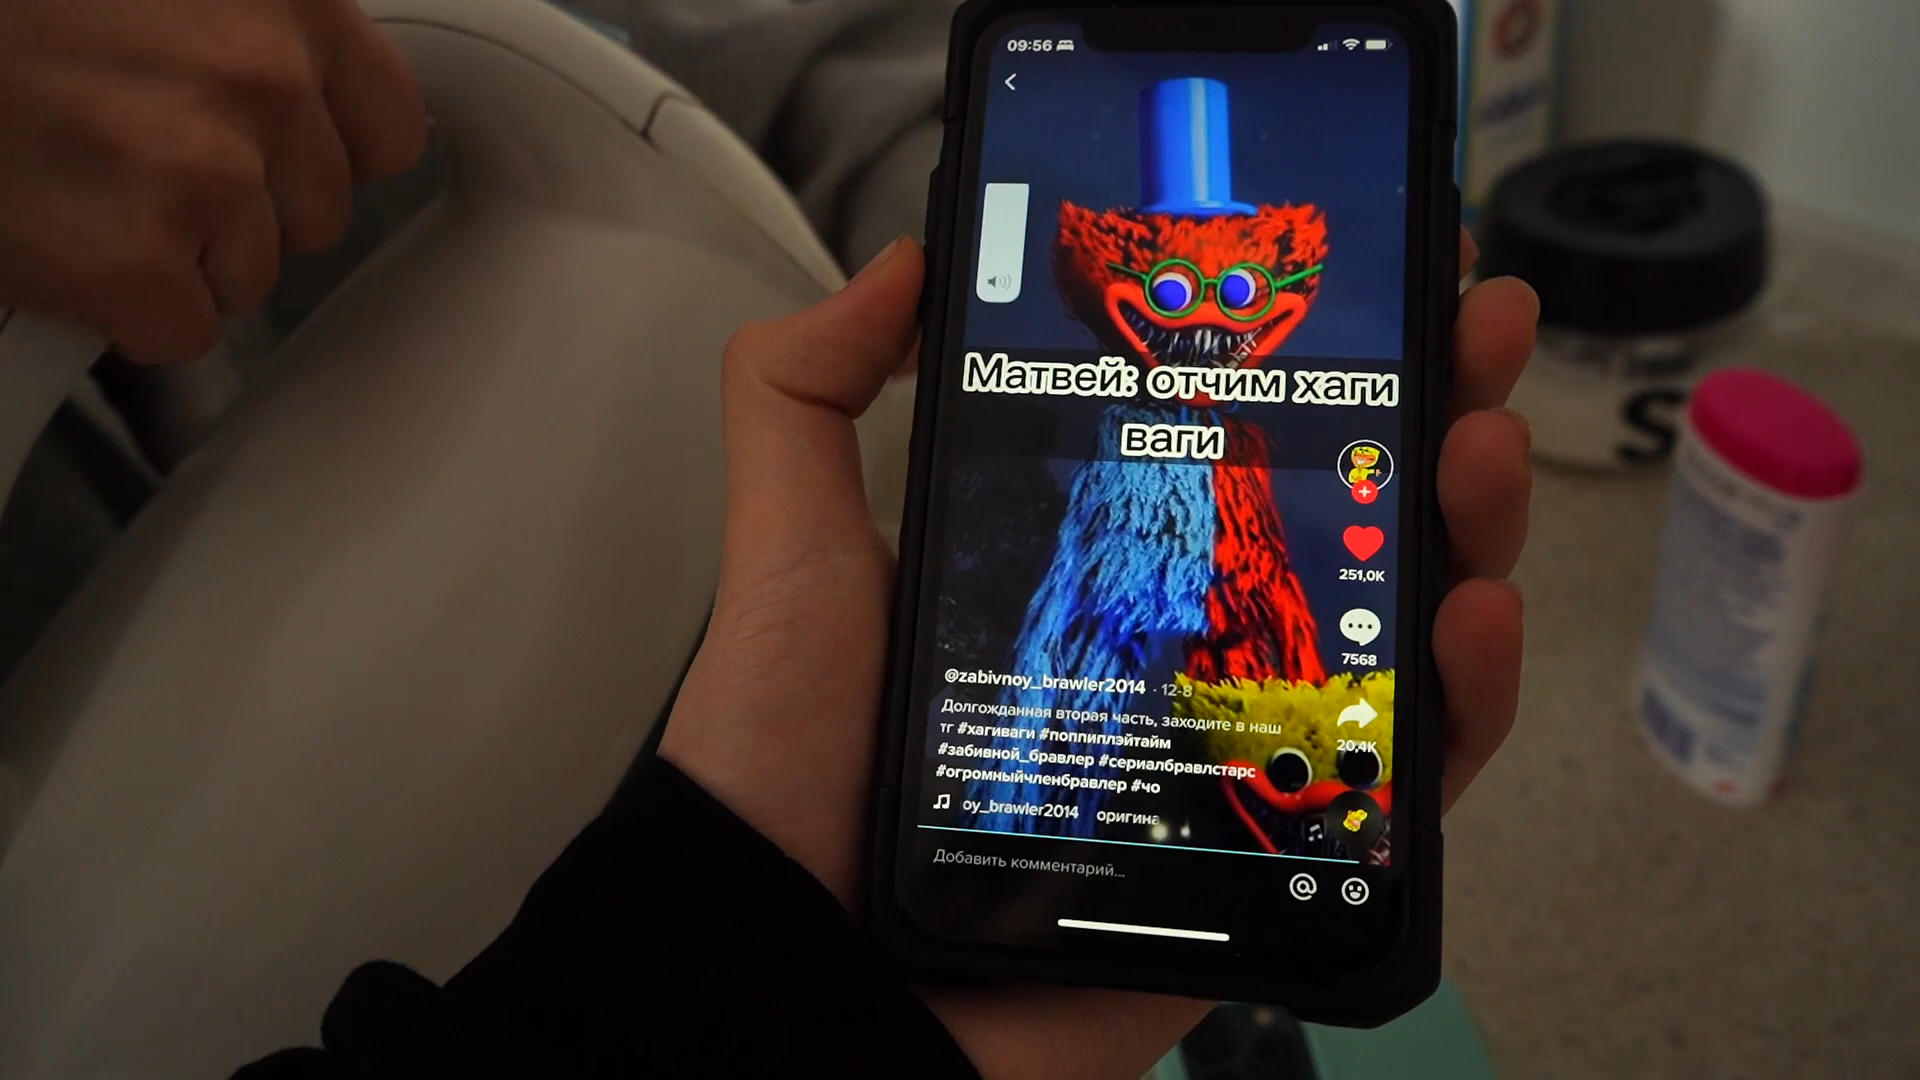 09:56
Матвей: отчим хаги
ваги
251,0K
7568
@zabivnoy_brawler2014 · 12-8
Долгожданная вторая часть, заходите в наш
тг #хагиваги #поппиплэйтайм
#забивной_бравлер #сериалбравлстарс
#огромныйчленбравлер #чо
20,4K
oy_brawler2014 оригина
Добавить комментарий...
S